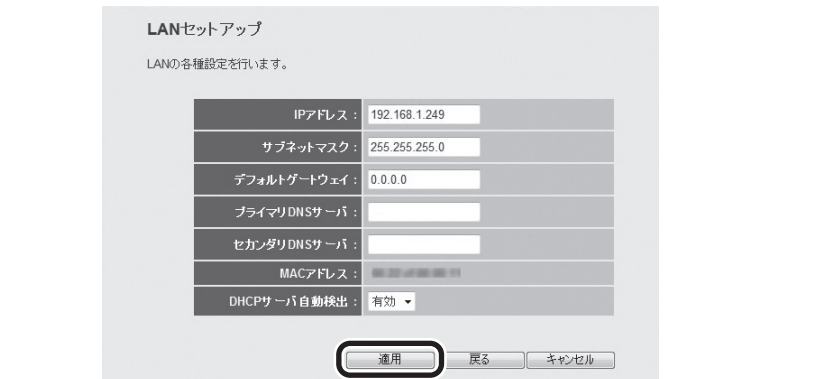 LANセットアップ
LANの各種設定を行います。
IPアドレス： 192.168.1.249
サブネットマスク： 255.255.255.0
デフォルトゲートウェイ： 0.0.0.0
プライマリDNSサーバ：
セカンダリDNSサーバ：
MACアドレス：
DHCPサーバ自動検出： 有効
適用 戻る キャンセル